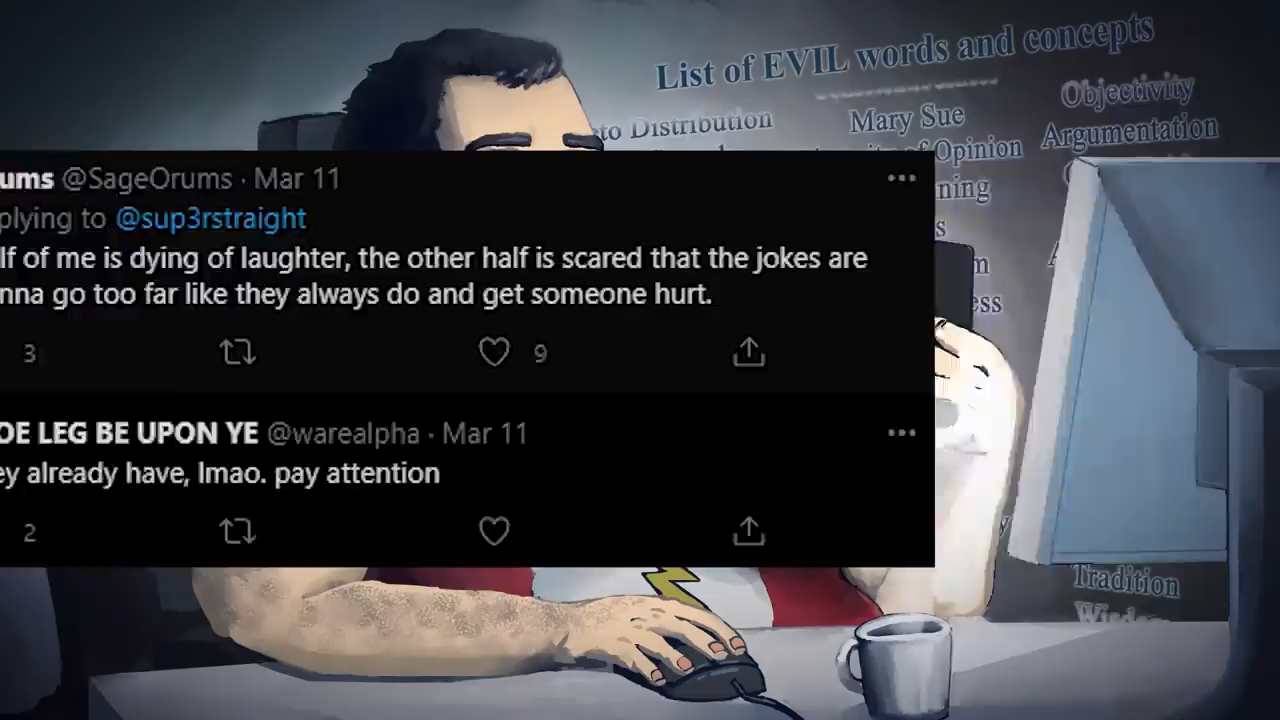 List of EVIL words and concepts
to Distribution
Mary Sue
Objectivity
Opinion
Argumentation
ums @SageOrums · Mar 11
plying to @sup3rstraight
lf of me is dying of laughter, the other half is scared that the jokes are
nna go too far like they always do and get someone hurt.
3
9
OE LEG BE UPON YE @warealpha · Mar 11
ey already have, lmao. pay attention
2
ning
s
m
ess
Tradition